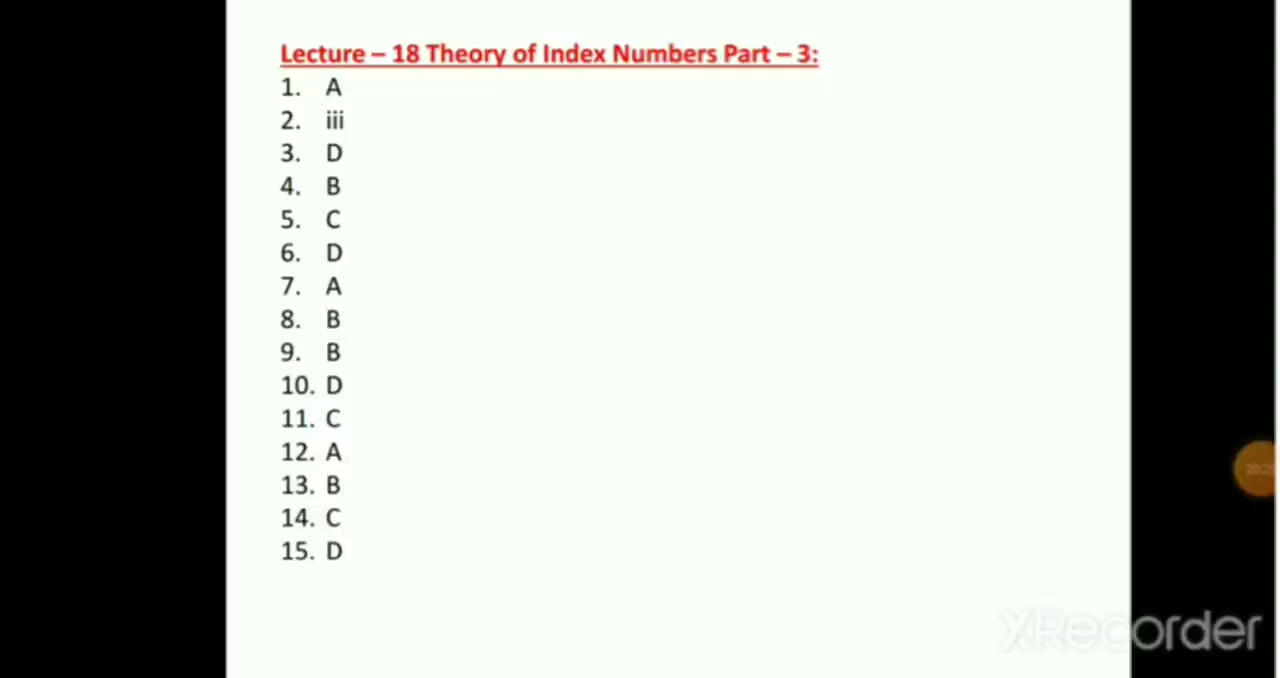 Lecture – 18 Theory of Index Numbers Part – 3:
1. A
2. iii
3. D
4. B
5. C
6. D
7. A
8. B
9. B
10. D
11. C
12. A
13. B
14. C
15. D
XRecorder